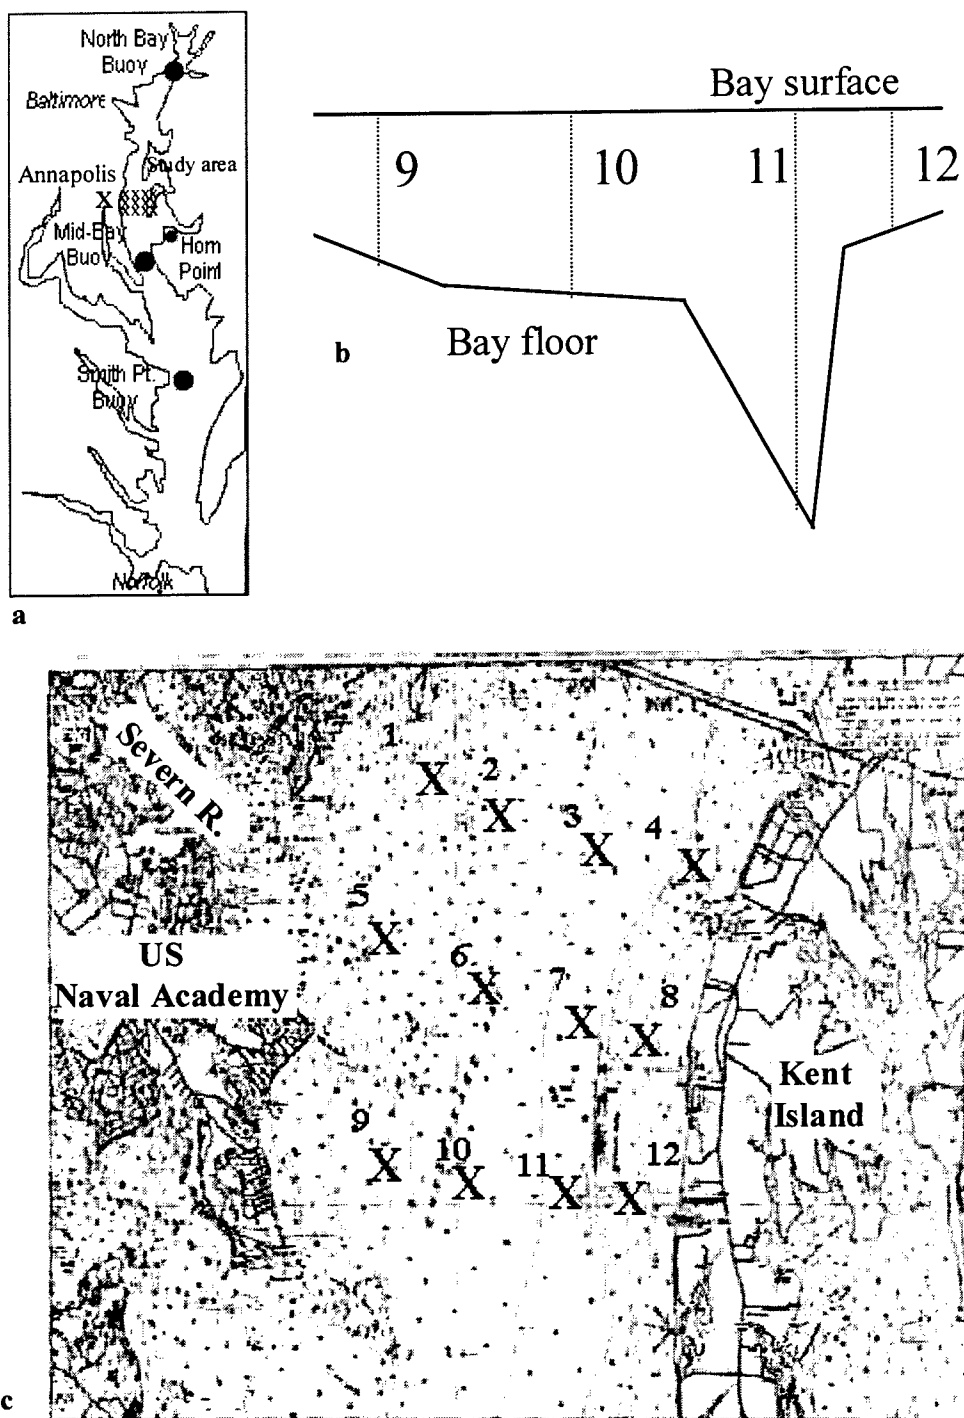 North Bay
Buoy
Baltimore
Study area
Annapolis
X
Mid-Bay
Buoy
Horn
Point
Smith Pt.
Buoy
Norfolk
a
Bay surface
9
10
11
12
Bay floor
b
Severn R.
1
X
2
X
3
X
4
X
5
X
US
Naval Academy
6
X
7
X
8
X
Kent
Island
9
X
10
X
11
X
12
X
c